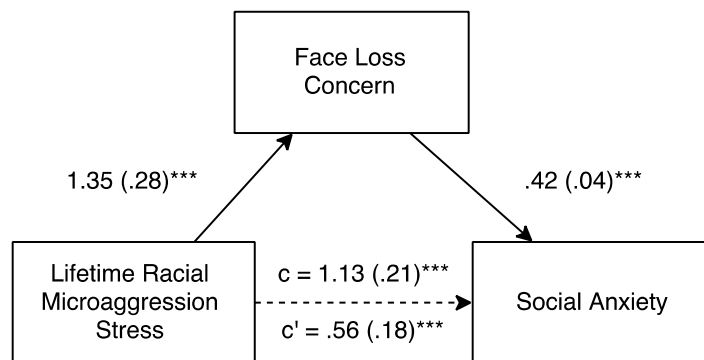 Face Loss
Concern
1.35 (.28)***
.42 (.04)***
Lifetime Racial
Microaggression
Stress
c = 1.13 (.21)***
c' = .56 (.18)***
Social Anxiety